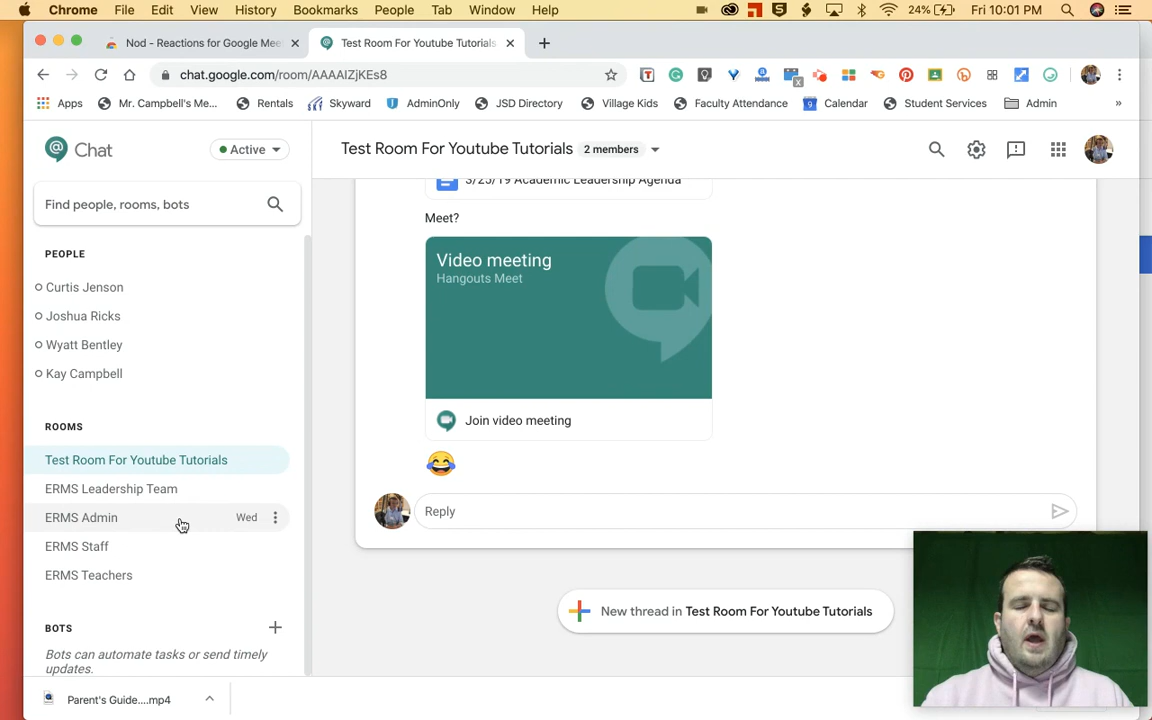 Chrome File Edit View History Bookmarks People Tab Window Help 24% Fri 10:01 PM
Nod - Reactions for Google Mee Test Room For Youtube Tutorials
chat.google.com/room/AAAAIZjKEs8
Apps Mr. Campbell's Me... Rentals Skyward AdminOnly JSD Directory Village Kids Faculty Attendance Calendar Student Services Admin »
Chat Active
Test Room For Youtube Tutorials 2 members
Find people, rooms, bots
3/25/19 Academic Leadership Agenda
Meet?
PEOPLE
Video meeting
Hangouts Meet
Curtis Jenson
Joshua Ricks
Wyatt Bentley
Kay Campbell
Join video meeting
ROOMS
Test Room For Youtube Tutorials
ERMS Leadership Team
ERMS Admin Wed
ERMS Staff
ERMS Teachers
Reply
New thread in Test Room For Youtube Tutorials
BOTS
Bots can automate tasks or send timely
updates.
Parent's Guide....mp4